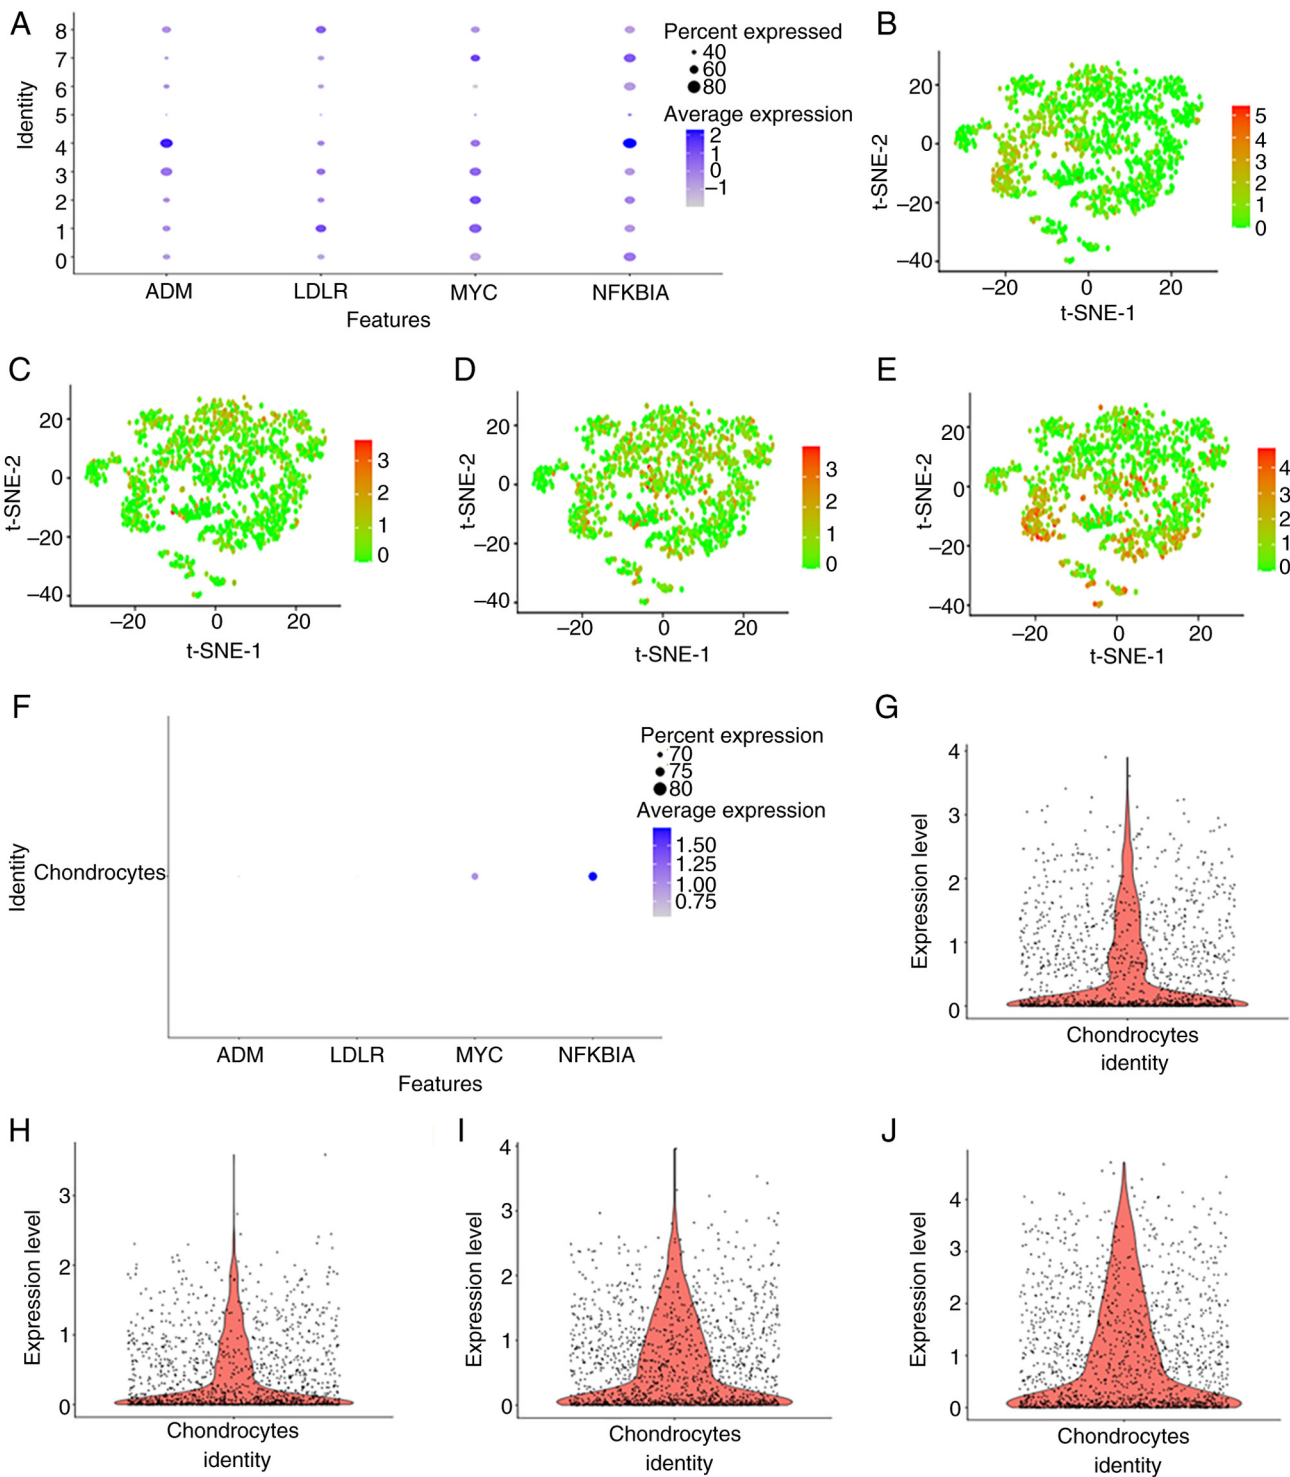 A
8
7
6
5
4
3
2
1
0
Identity
ADM
LDLR
MYC
NFKBIA
Features
Percent expressed
40
60
80
Average expression
2
1
0
−1
B
20
0
−20
−40
t-SNE-2
−20
0
20
t-SNE-1
5
4
3
2
1
0
C
20
0
−20
−40
t-SNE-2
−20
0
20
t-SNE-1
3
2
1
0
D
20
0
−20
−40
t-SNE-2
−20
0
20
t-SNE-1
3
2
1
0
E
20
0
−20
−40
t-SNE-2
−20
0
20
t-SNE-1
4
3
2
1
0
F
Identity
Chondrocytes
ADM
LDLR
MYC
NFKBIA
Features
Percent expression
70
75
80
Average expression
1.50
1.25
1.00
0.75
G
4
3
2
1
0
Expression level
Chondrocytes
identity
H
3
2
1
0
Expression level
Chondrocytes
identity
I
4
3
2
1
0
Expression level
Chondrocytes
identity
J
4
3
2
1
0
Expression level
Chondrocytes
identity